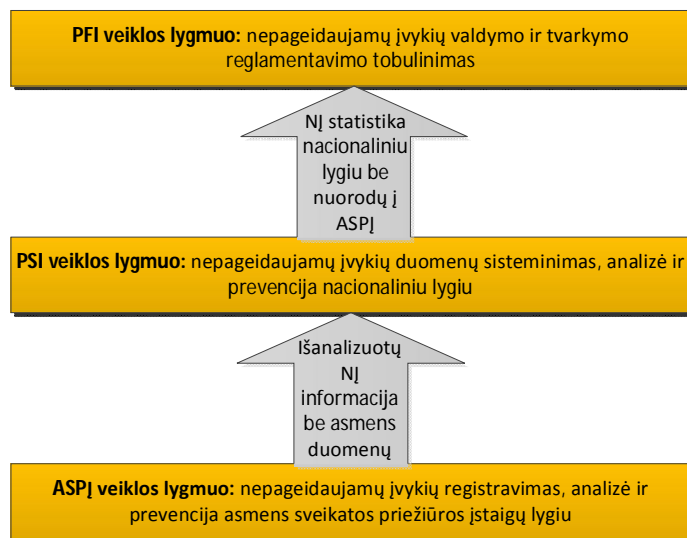 PFI veiklos lygmuo: nepageidaujamų įvykių valdymo ir tvarkymo
reglamentavimo tobulinimas
NĮ statistika
nacionaliniu
lygiu be
nuorodų į
ASPĮ
PSI veiklos lygmuo: nepageidaujamų įvykių duomenų sisteminimas, analizė ir
prevencija nacionaliniu lygiu
Išanalizuotų
NĮ
informacija
be asmens
duomenų
ASPĮ veiklos lygmuo: nepageidaujamų įvykių registravimas, analizė ir
prevencija asmens sveikatos priežiūros įstaigų lygiu